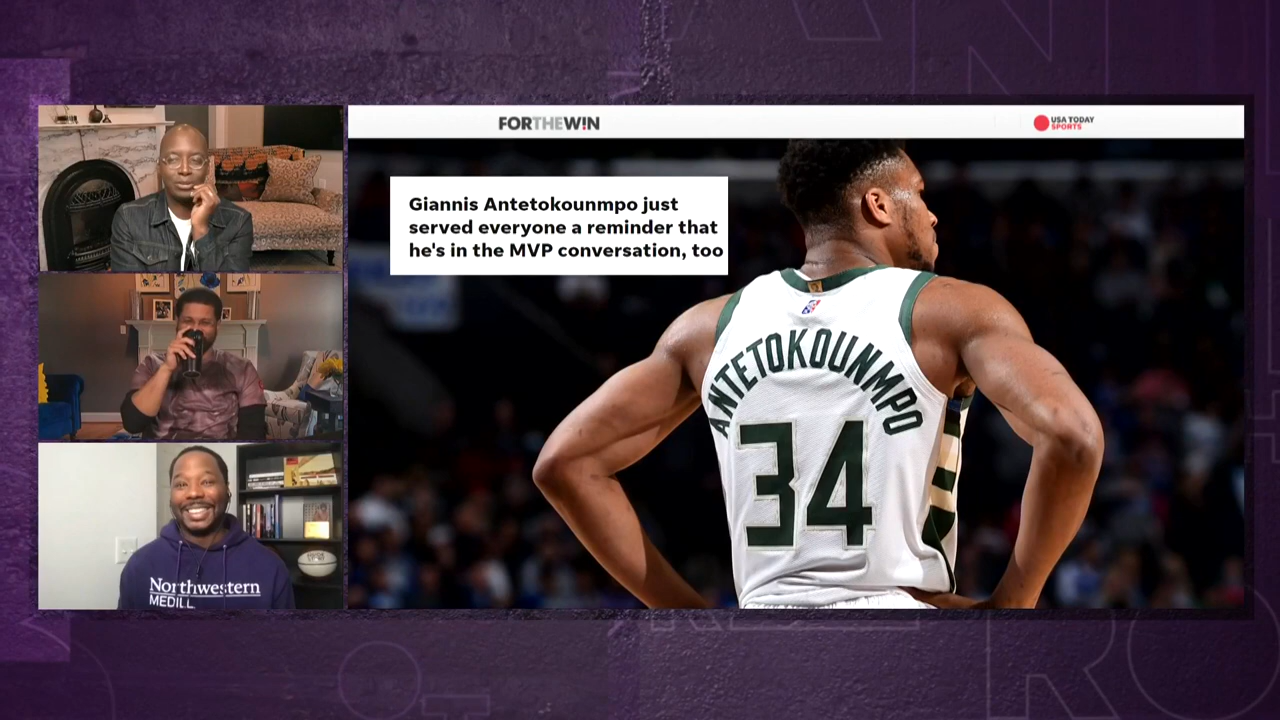 FORTHEW!N
USA TODAY
SPORTS
Giannis Antetokounmpo just
served everyone a reminder that
he's in the MVP conversation, too
ANTETOKOUNMPO
34
Northwestern
MEDILL